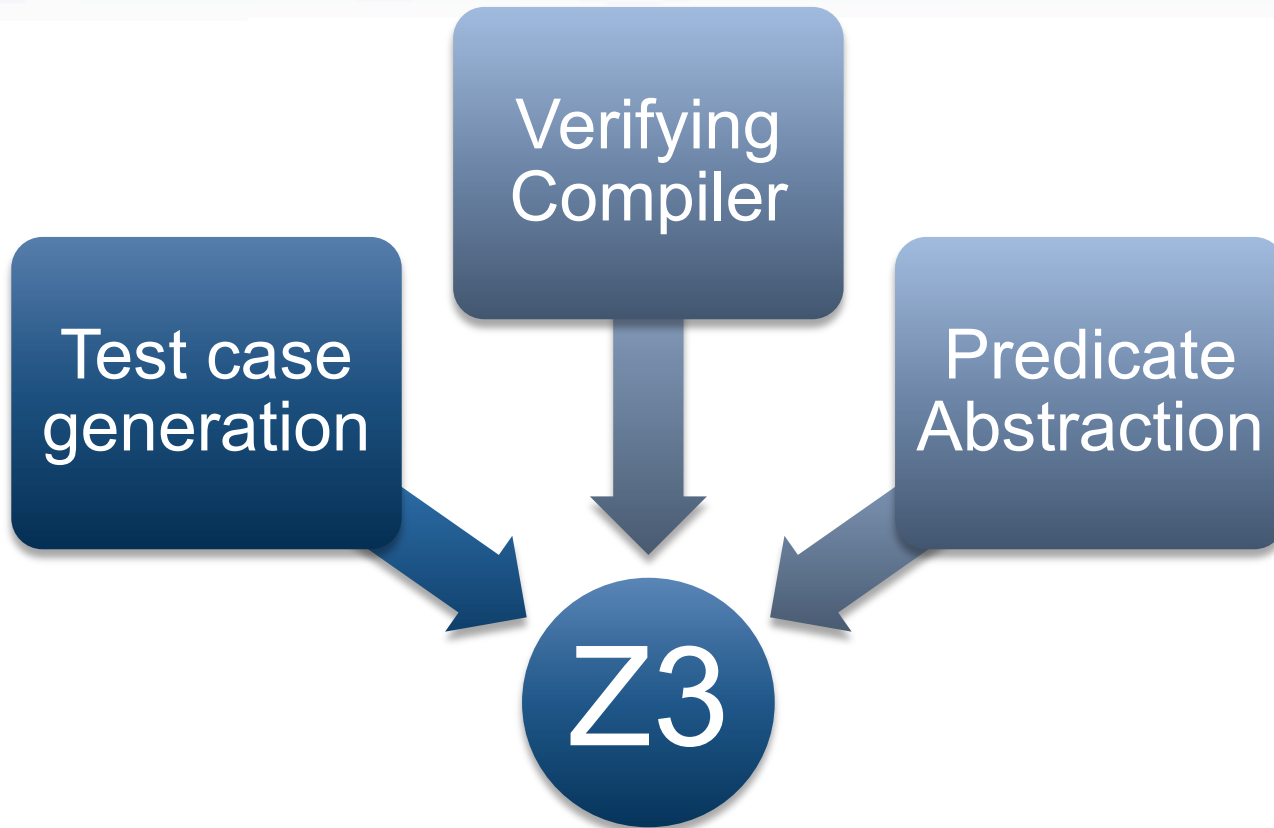 Verifying
Compiler
Test case
generation
Predicate
Abstraction
Z3